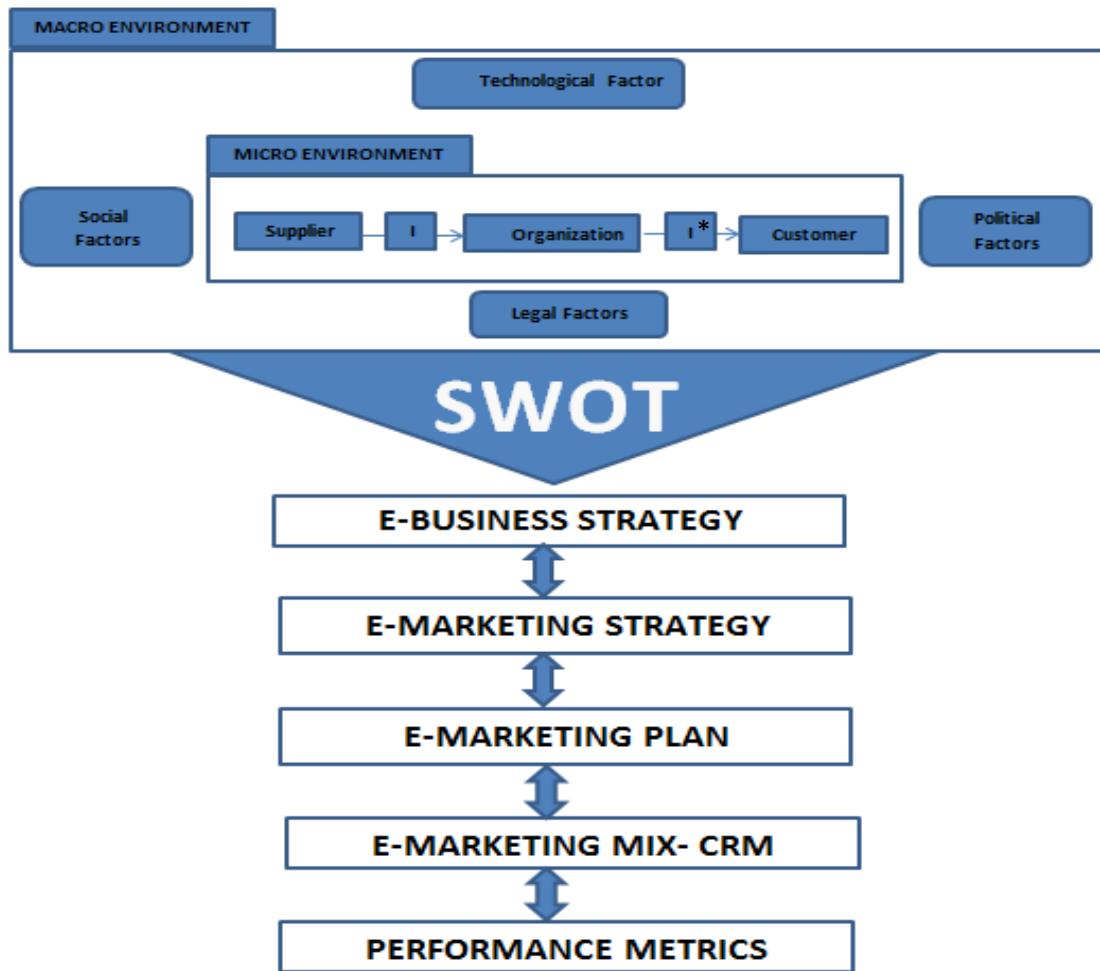 MACRO ENVIRONMENT
Technological Factor
MICRO ENVIRONMENT
Social
Factors
Supplier
I
Organization
I*
Customer
Political
Factors
Legal Factors
SWOT
E-BUSINESS STRATEGY
E-MARKETING STRATEGY
E-MARKETING PLAN
E-MARKETING MIX- CRM
PERFORMANCE METRICS